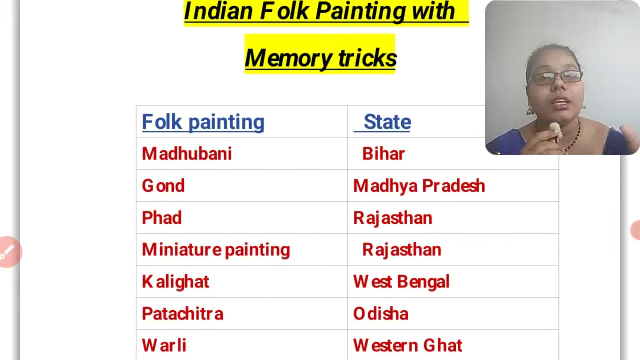 Indian Folk Painting with
Memory tricks
Folk painting State
Madhubani Bihar
Gond Madhya Pradesh
Phad Rajasthan
Miniature painting Rajasthan
Kalighat West Bengal
Patachitra Odisha
Warli Western Ghat